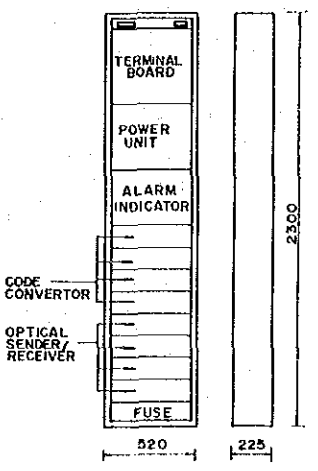 TERMINAL
BOARD
POWER
UNIT
ALARM
INDICATOR
CODE
CONVERTOR
OPTICAL
SENDER/
RECEIVER
FUSE
2300
520
225